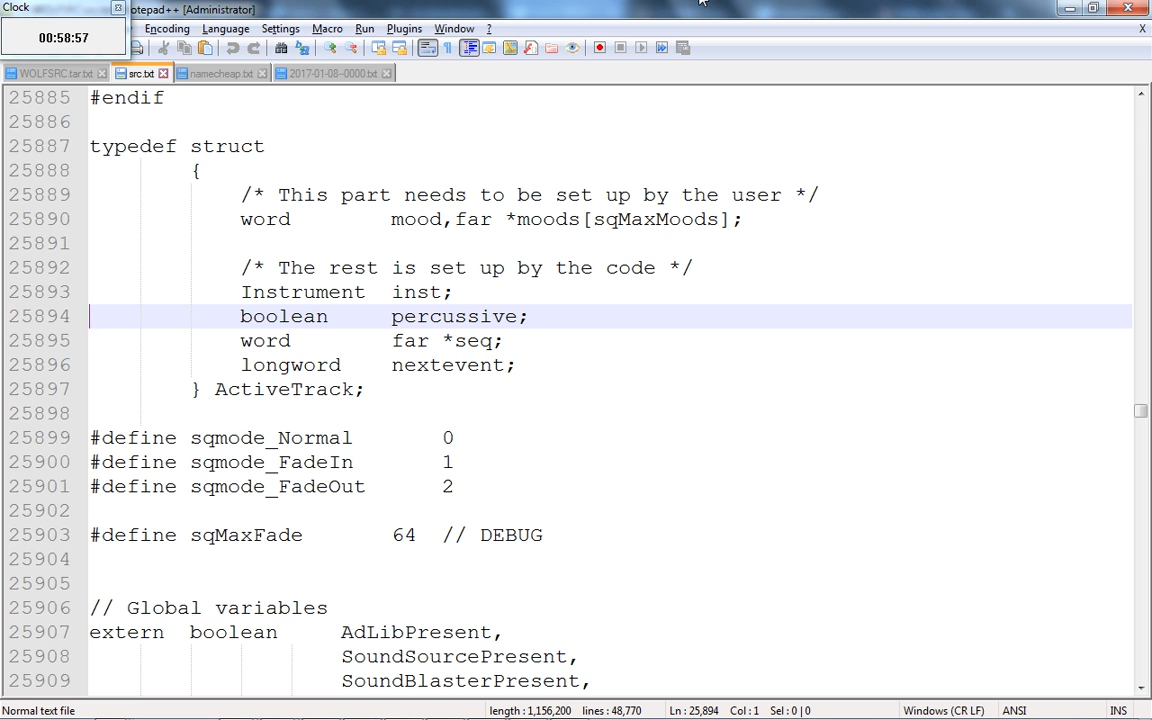 Clock
otepad++ [Administrator]
00:58:57
Encoding Language Settings Macro Run Plugins Window ? X
WOLFSRC.tar.txt src.txt namecheap.txt 2017-01-08--0000.txt
25885 #endif
25886
25887 typedef struct
25888 {
25889 /* This part needs to be set up by the user */
25890 word mood,far *moods[sqMaxMoods];
25891
25892 /* The rest is set up by the code */
25893 Instrument inst;
25894 boolean percussive;
25895 word far *seq;
25896 longword nextevent;
25897 } ActiveTrack;
25898
25899 #define sqmode_Normal 0
25900 #define sqmode_FadeIn 1
25901 #define sqmode_FadeOut 2
25902
25903 #define sqMaxFade 64 // DEBUG
25904
25905
25906 // Global variables
25907 extern boolean AdLibPresent,
25908 SoundSourcePresent,
25909 SoundBlasterPresent,
Normal text file length : 1,156,200 lines : 48,770 Ln : 25,894 Col : 1 Sel : 0 | 0 Windows (CR LF) ANSI INS